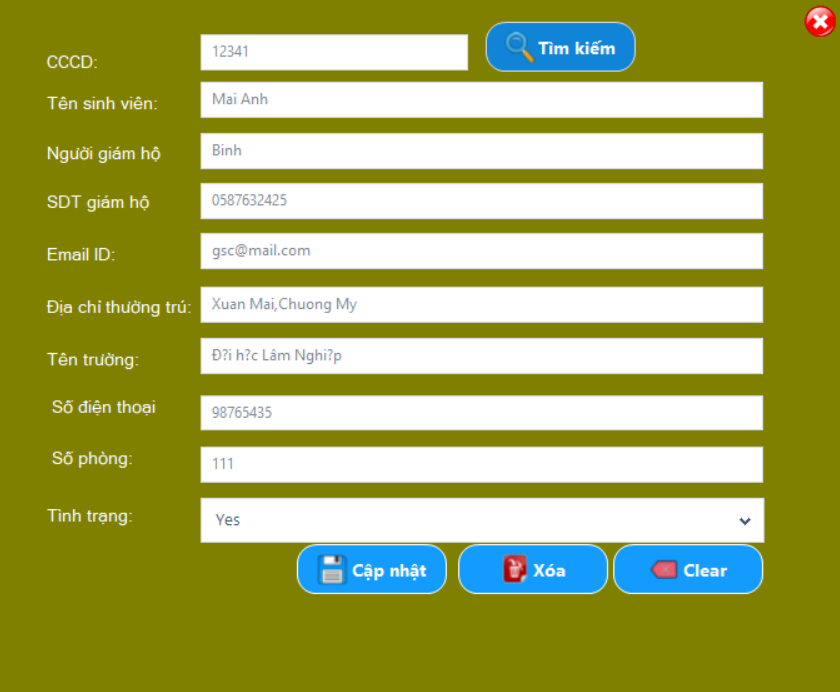 CCCD: 12341 Tìm kiếm
Tên sinh viên: Mai Anh
Người giám hộ Binh
SDT giám hộ 0587632425
Email ID: gsc@mail.com
Địa chỉ thường trú: Xuan Mai,Chuong My
Tên trường: Đ?i h?c Lâm Nghi?p
Số điện thoại 98765435
Số phòng: 111
Tình trạng: Yes
Cập nhật Xóa Clear